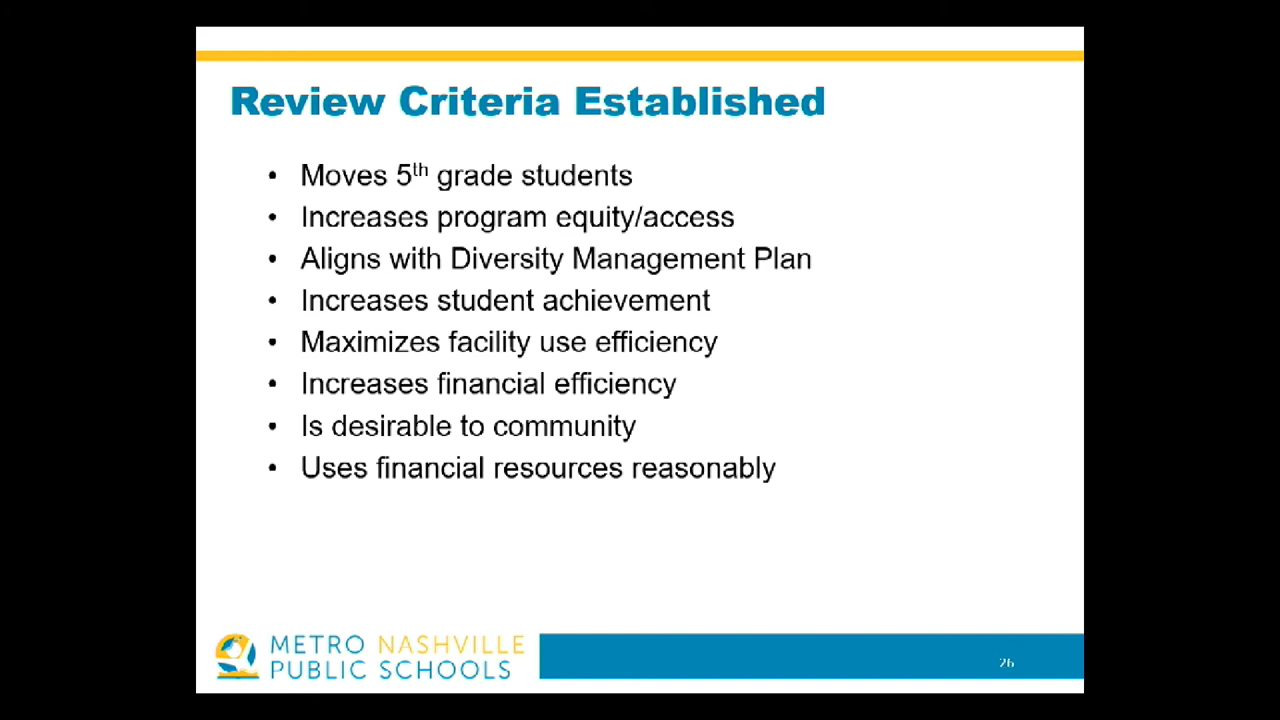 Review Criteria Established
• Moves 5th grade students
• Increases program equity/access
• Aligns with Diversity Management Plan
• Increases student achievement
• Maximizes facility use efficiency
• Increases financial efficiency
• Is desirable to community
• Uses financial resources reasonably
METRO NASHVILLE
PUBLIC SCHOOLS
26